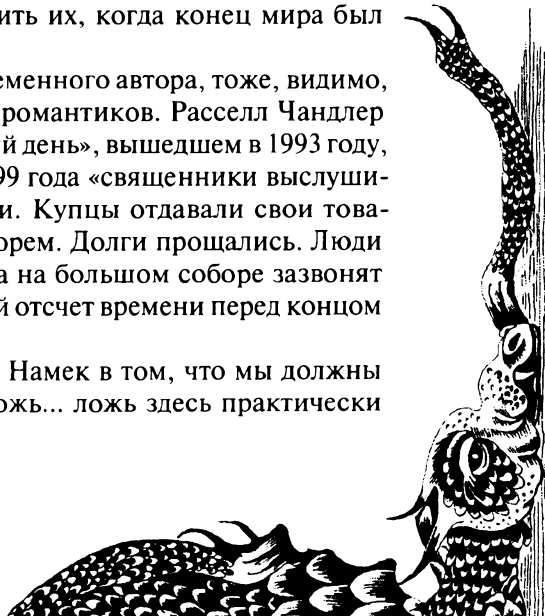 ить их, когда конец мира был
еменного автора, тоже, видимо,
романтиков. Расселл Чандлер
й день», вышедшем в 1993 году,
99 года «священники выслуши-
и. Купцы отдавали свои това-
орем. Долги прощались. Люди
а на большом соборе зазвонят
й отсчет времени перед концом
Намек в том, что мы должны
ожь... ложь здесь практически